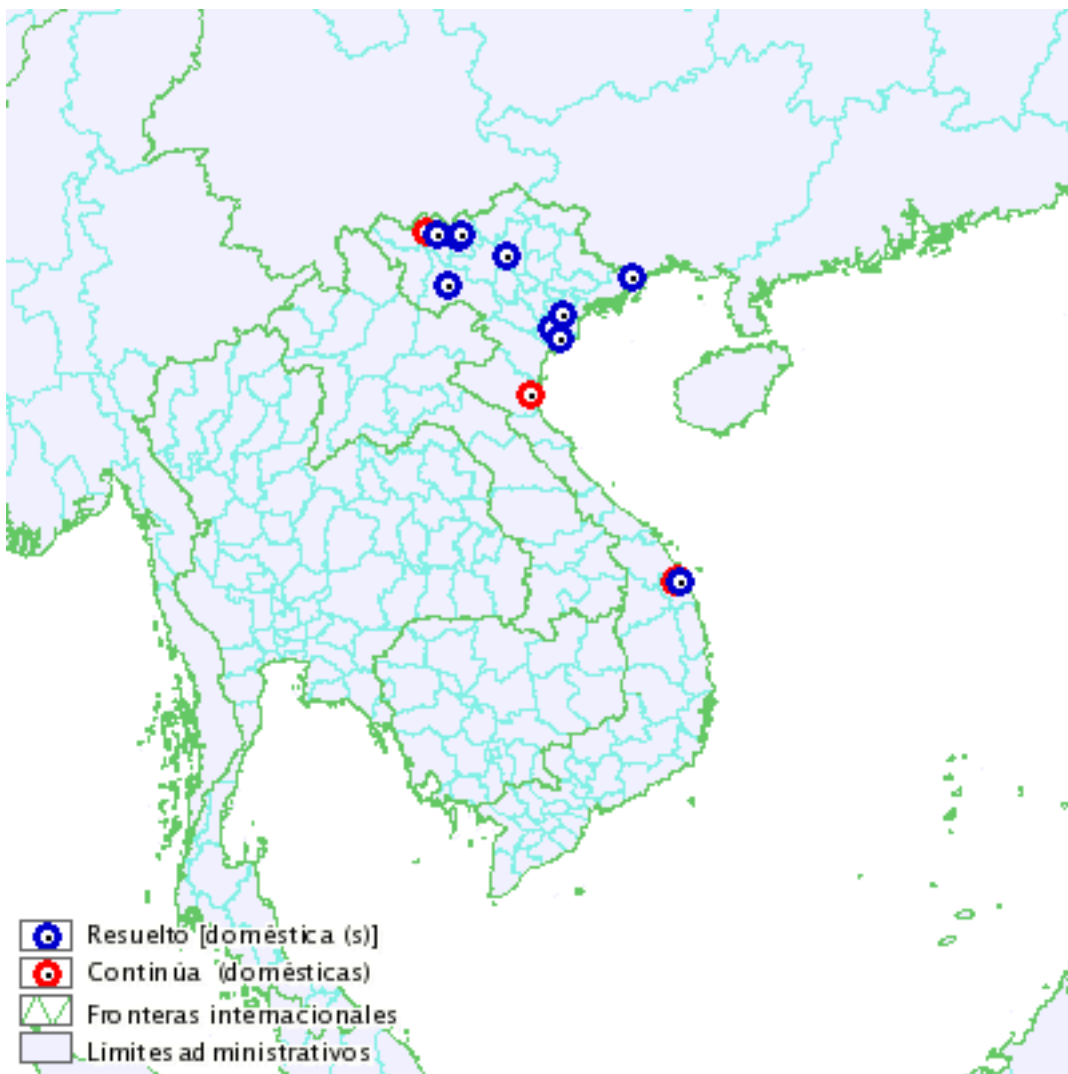 Resuelto [doméstica (s)]
Continúa (domésticas)
Fronteras internacionales
Límites administrativos